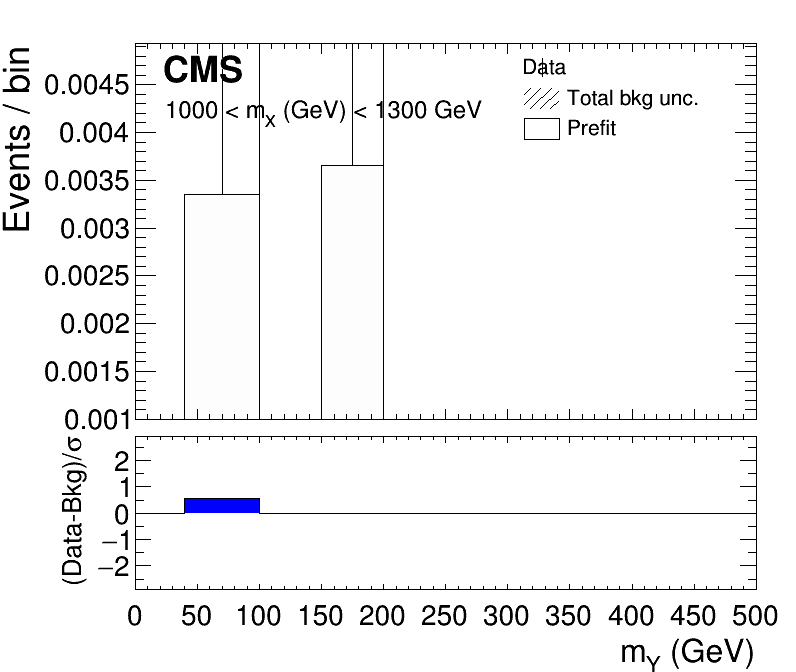 CMS
1000 < mX (GeV) < 1300 GeV
Data
Total bkg unc.
Prefit
Events / bin
0.0045
0.004
0.0035
0.003
0.0025
0.002
0.0015
0.001
(Data-Bkg)/σ
2
1
0
−1
−2
0 50 100 150 200 250 300 350 400 450 500
mY (GeV)